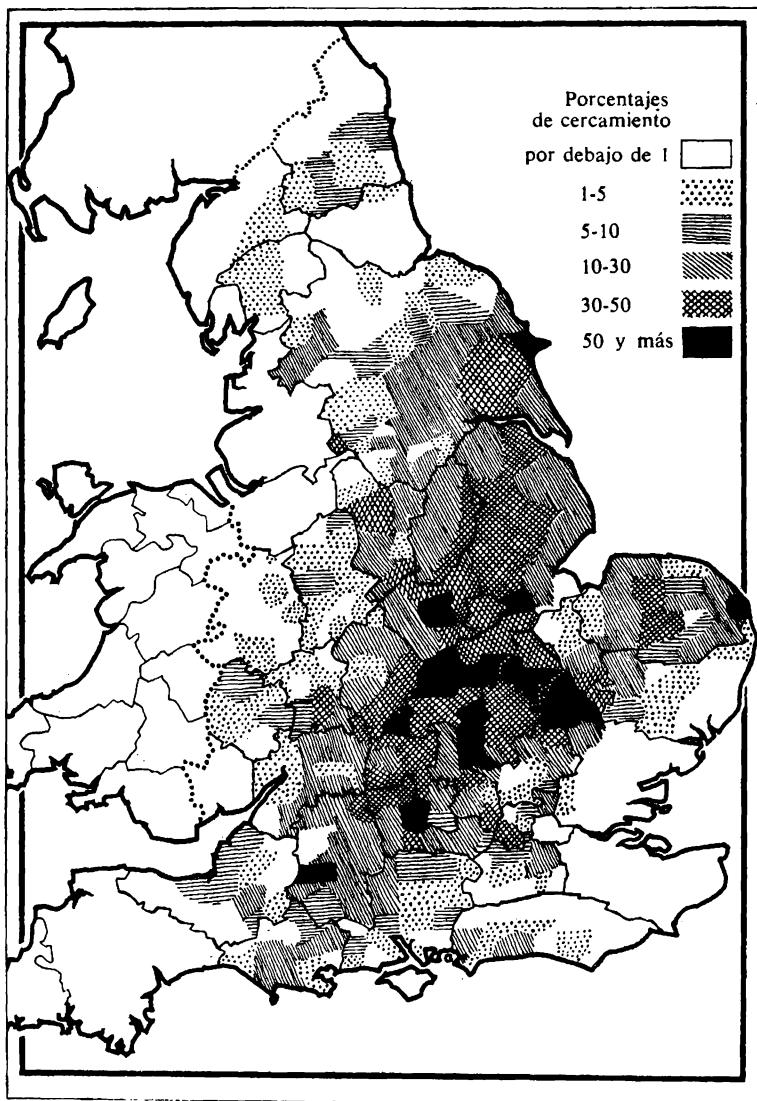 Porcentajes
de cercamiento
por debajo de 1
1-5
5-10
10-30
30-50
50 y más